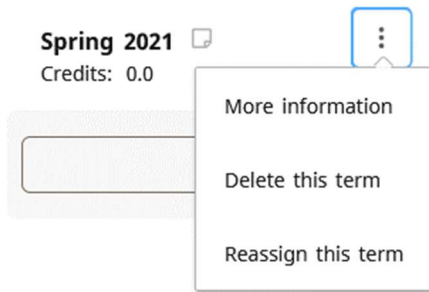 Spring 2021
Credits: 0.0
More information
Delete this term
Reassign this term